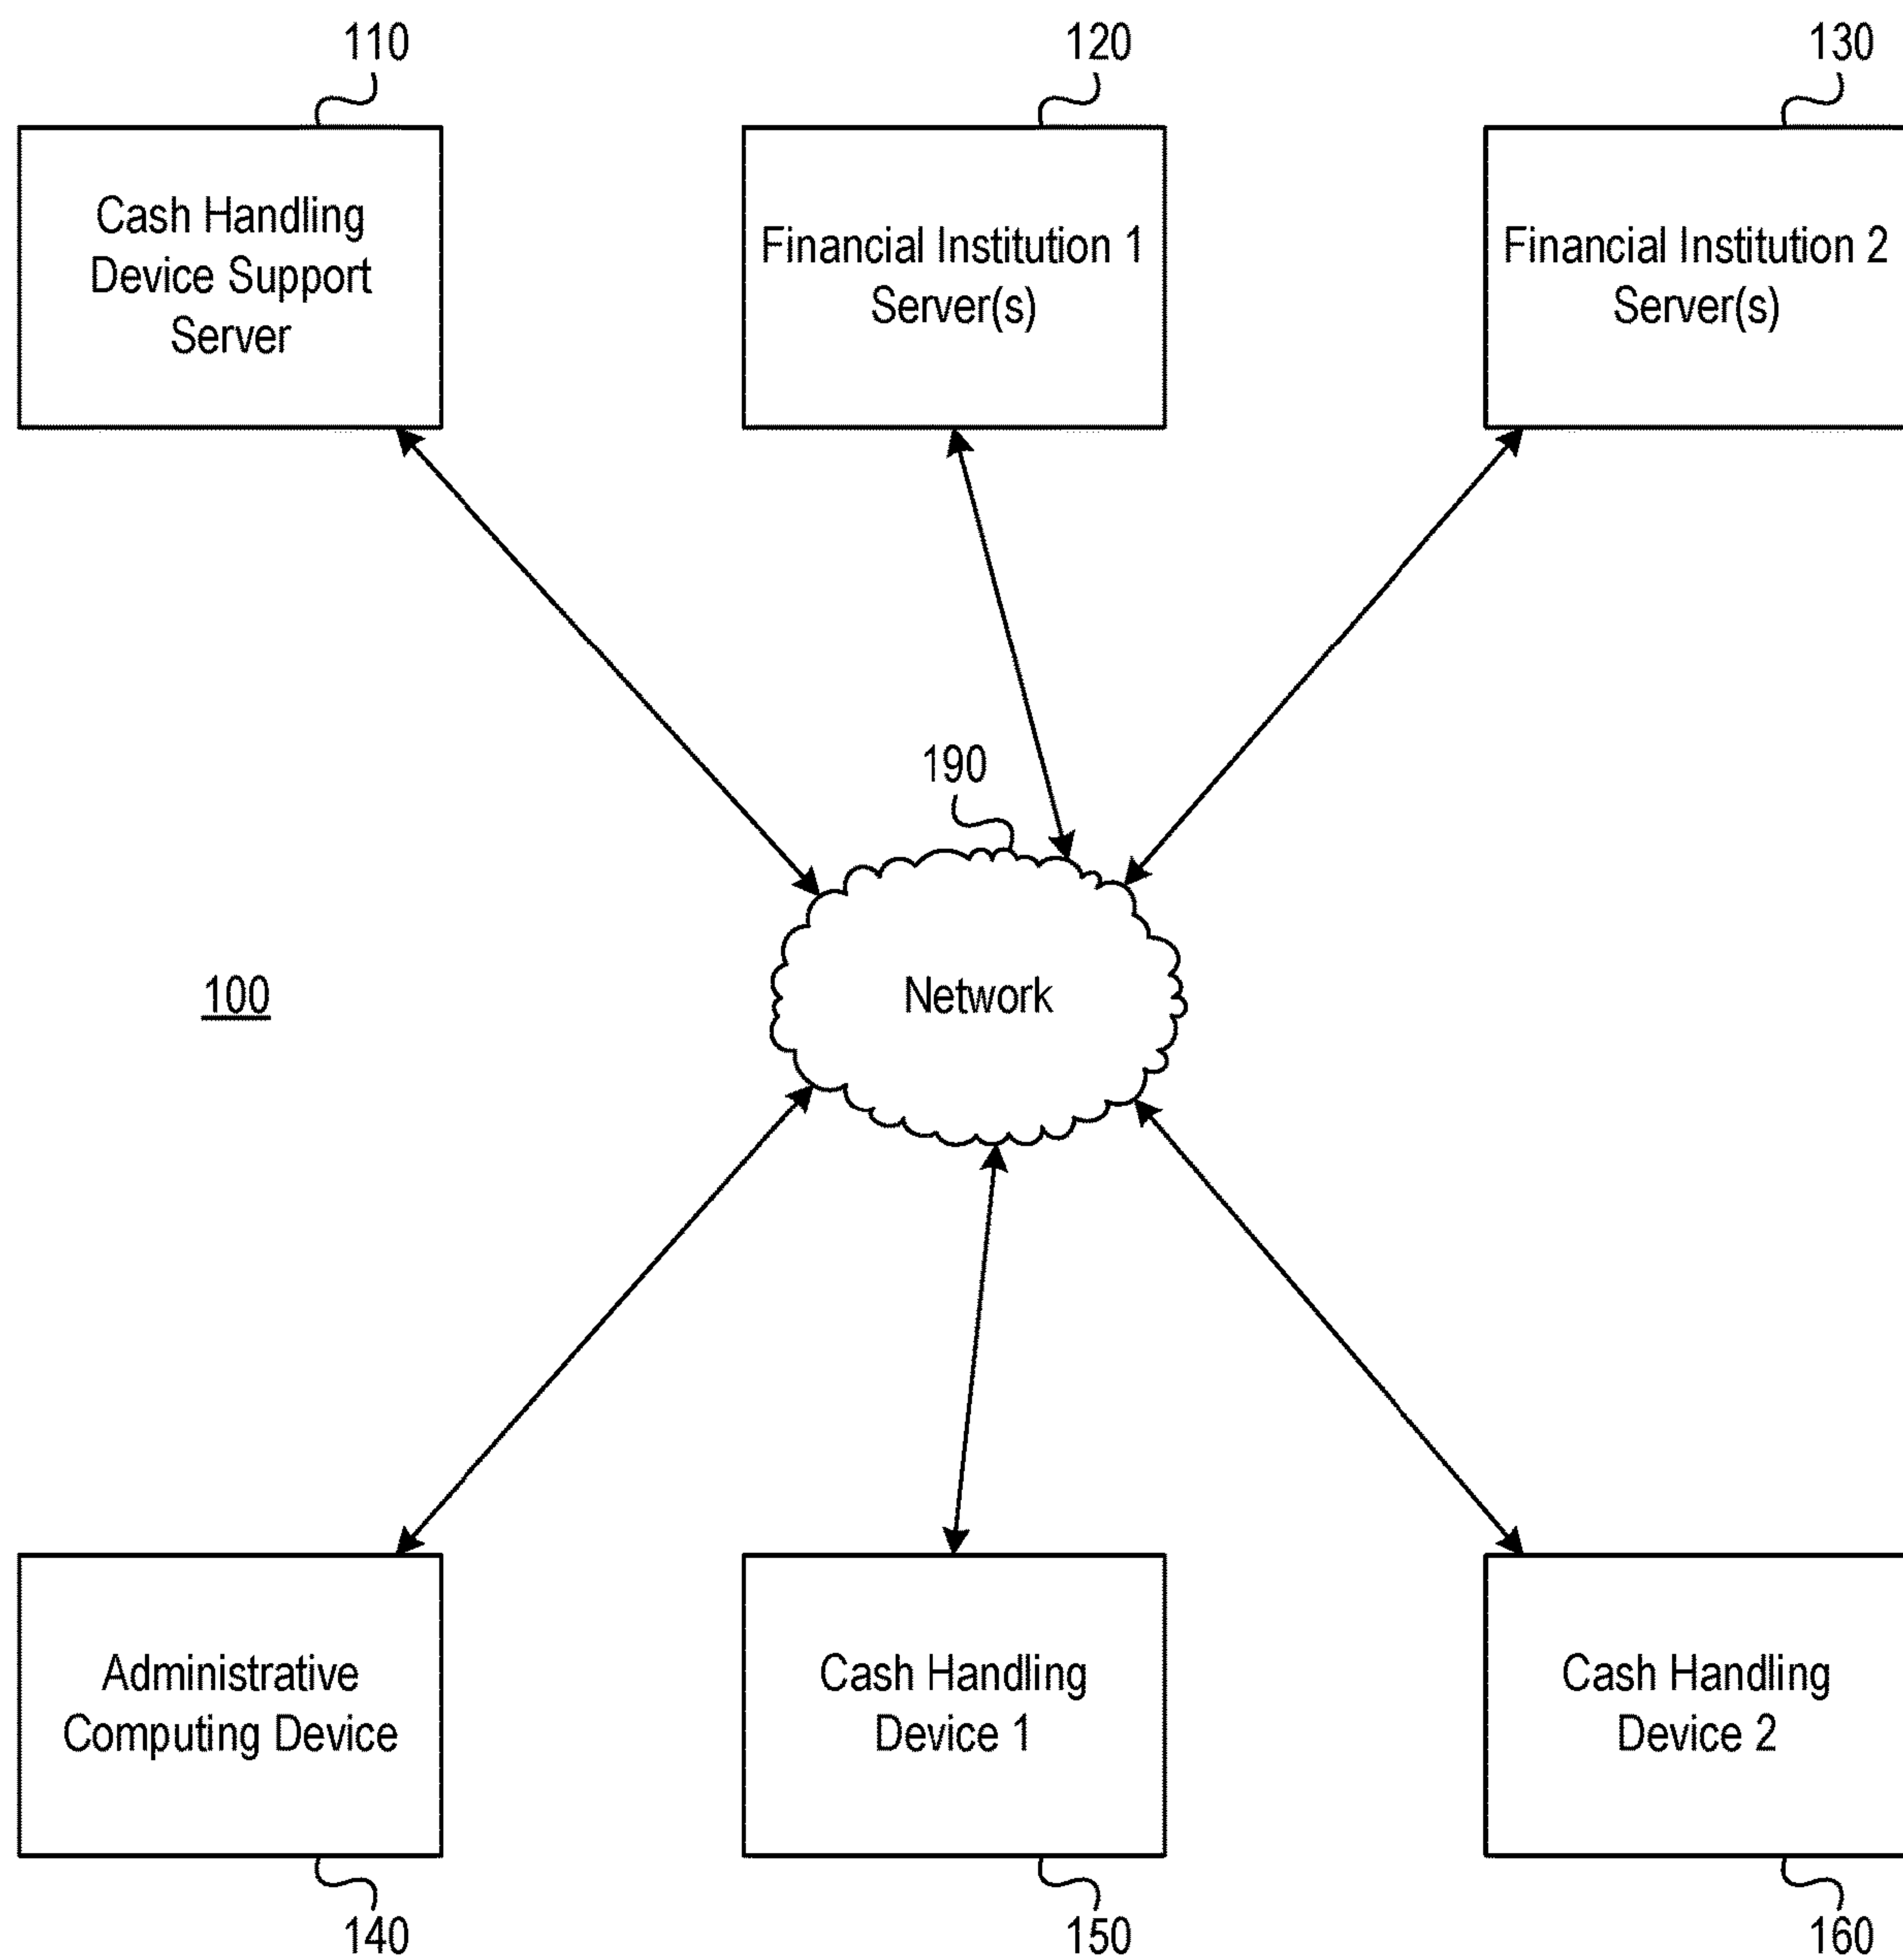 110
120
130
Cash Handling
Device Support
Server
Financial Institution 1
Server(s)
Financial Institution 2
Server(s)
190
100
Network
Administrative
Computing Device
Cash Handling
Device 1
Cash Handling
Device 2
140
150
160